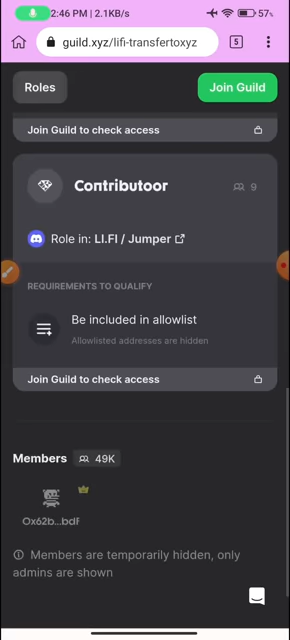 2:46 PM | 2.1KB/s
57%
guild.xyz/lifi-transfertoxyz
5
Roles
Join Guild
Join Guild to check access
Contributoor
9
Role in: LI.FI / Jumper
REQUIREMENTS TO QUALIFY
Be included in allowlist
Allowlisted addresses are hidden
Join Guild to check access
Members 49K
0x62b...bdF
Members are temporarily hidden, only
admins are shown